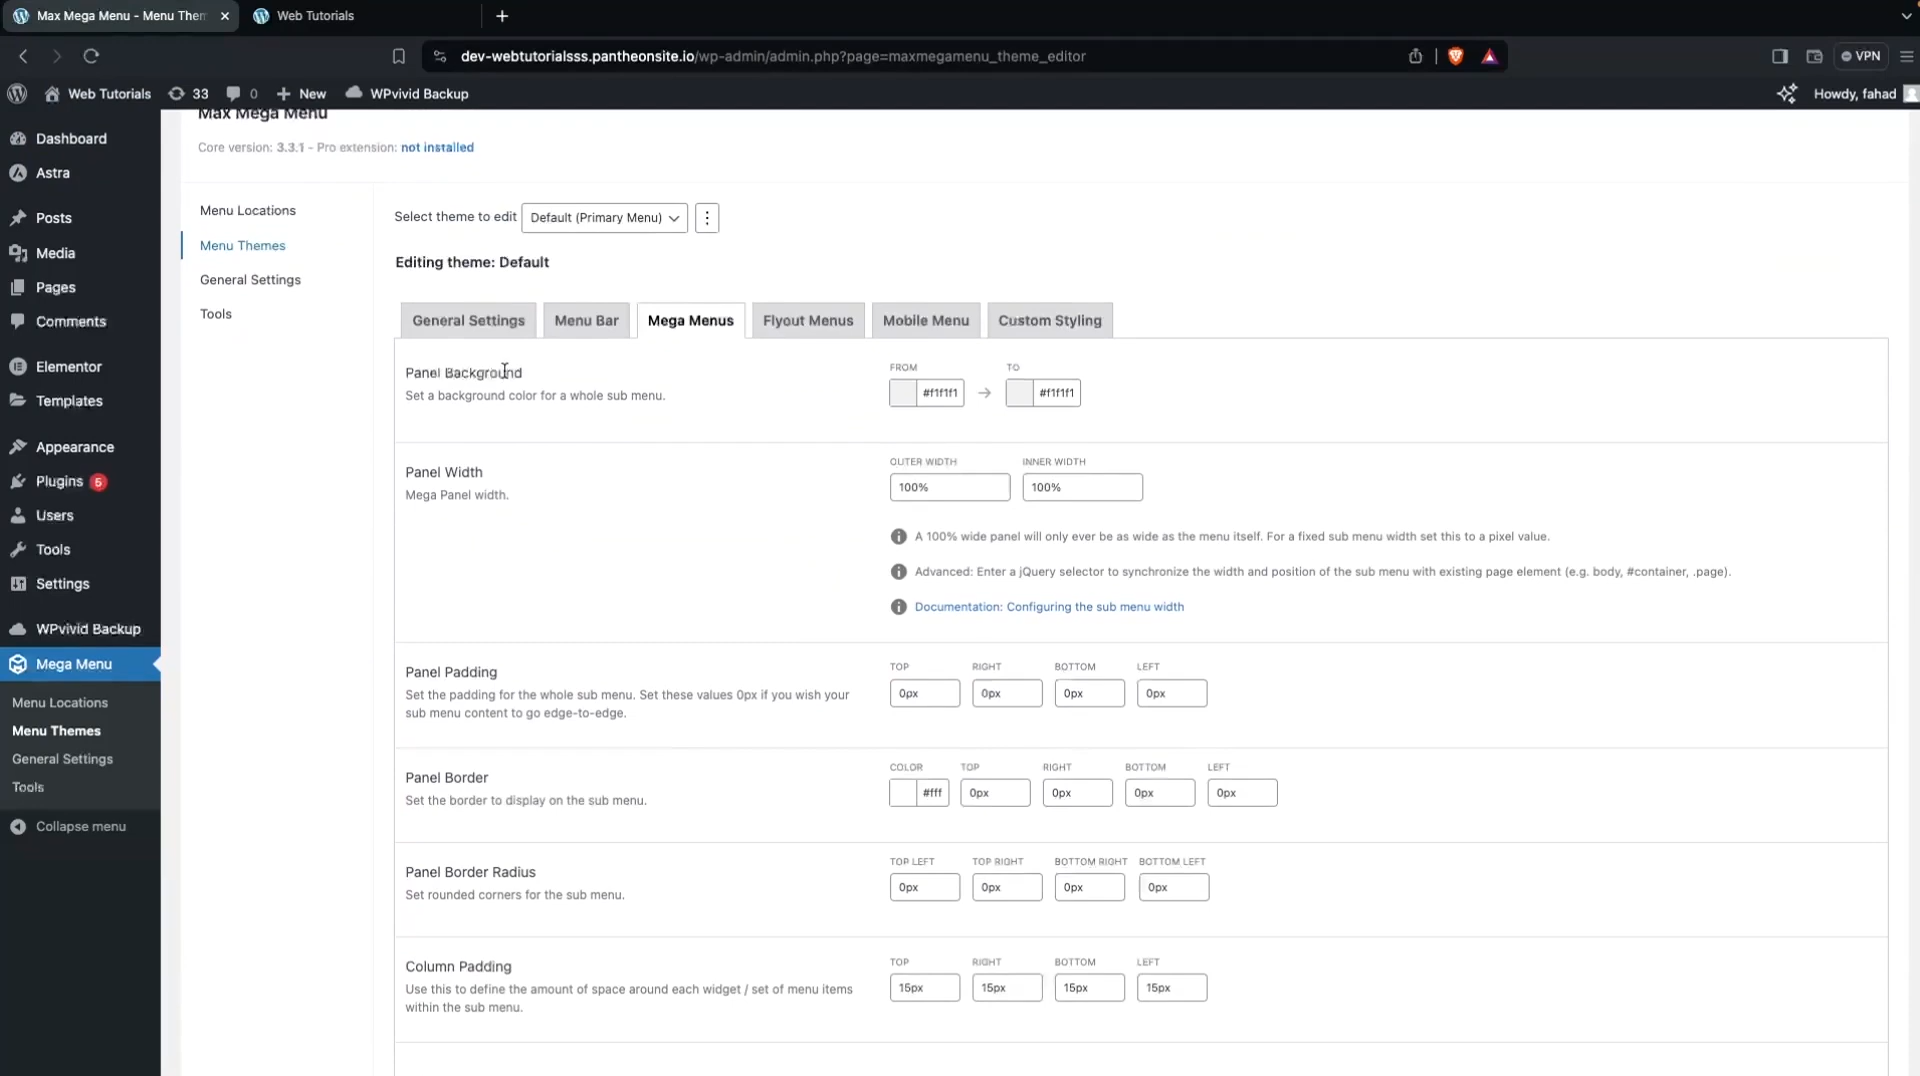 Max Mega Menu - Menu Them
Web Tutorials
dev-webtutorialsss.pantheonsite.io/wp-admin/admin.php?page=maxmegamenu_theme_editor
VPN
Web Tutorials
33
0
New
WPvivid Backup
Howdy, fahad
Max Mega Menu
Core version: 3.3.1 - Pro extension: not installed
Dashboard
Astra
Posts
Media
Pages
Comments
Elementor
Templates
Appearance
Plugins 5
Users
Tools
Settings
WPvivid Backup
Mega Menu
Menu Locations
Menu Themes
General Settings
Tools
Collapse menu
Menu Locations
Menu Themes
General Settings
Tools
Select theme to edit Default (Primary Menu)
Editing theme: Default
General Settings Menu Bar Mega Menus Flyout Menus Mobile Menu Custom Styling
Panel Background
Set a background color for a whole sub menu.
FROM TO
#f1f1f1 #f1f1f1
Panel Width
Mega Panel width.
OUTER WIDTH INNER WIDTH
100% 100%
A 100% wide panel will only ever be as wide as the menu itself. For a fixed sub menu width set this to a pixel value.
Advanced: Enter a jQuery selector to synchronize the width and position of the sub menu with existing page element (e.g. body, #container, .page).
Documentation: Configuring the sub menu width
Panel Padding
Set the padding for the whole sub menu. Set these values 0px if you wish your
sub menu content to go edge-to-edge.
TOP RIGHT BOTTOM LEFT
0px 0px 0px 0px
Panel Border
Set the border to display on the sub menu.
COLOR TOP RIGHT BOTTOM LEFT
#fff 0px 0px 0px 0px
Panel Border Radius
Set rounded corners for the sub menu.
TOP LEFT TOP RIGHT BOTTOM RIGHT BOTTOM LEFT
0px 0px 0px 0px
Column Padding
Use this to define the amount of space around each widget / set of menu items
within the sub menu.
TOP RIGHT BOTTOM LEFT
15px 15px 15px 15px